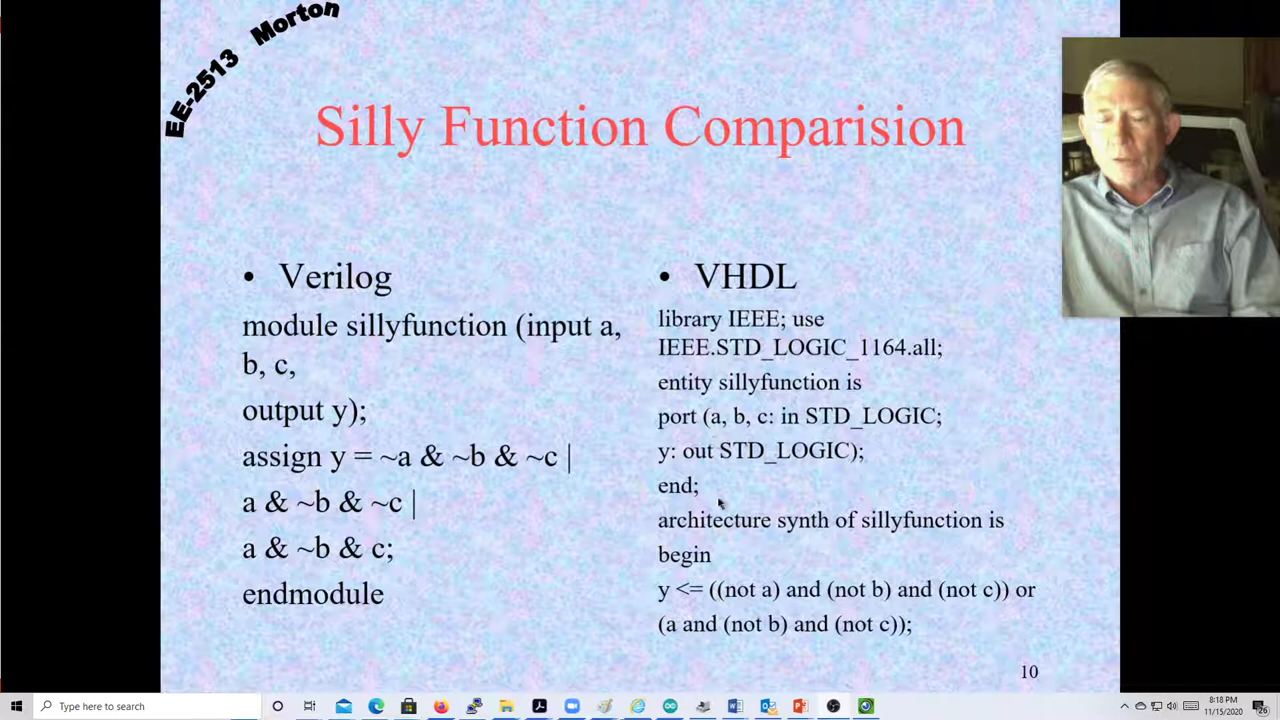 EE-2513 Morton
Silly Function Comparision
• Verilog
module sillyfunction (input a,
b, c,
output y);
assign y = ~a & ~b & ~c |
a & ~b & ~c |
a & ~b & c;
endmodule
• VHDL
library IEEE; use
IEEE.STD_LOGIC_1164.all;
entity sillyfunction is
port (a, b, c: in STD_LOGIC;
y: out STD_LOGIC);
end;
architecture synth of sillyfunction is
begin
y <= ((not a) and (not b) and (not c)) or
(a and (not b) and (not c));
10
Type here to search
8:18 PM
11/15/2020
26